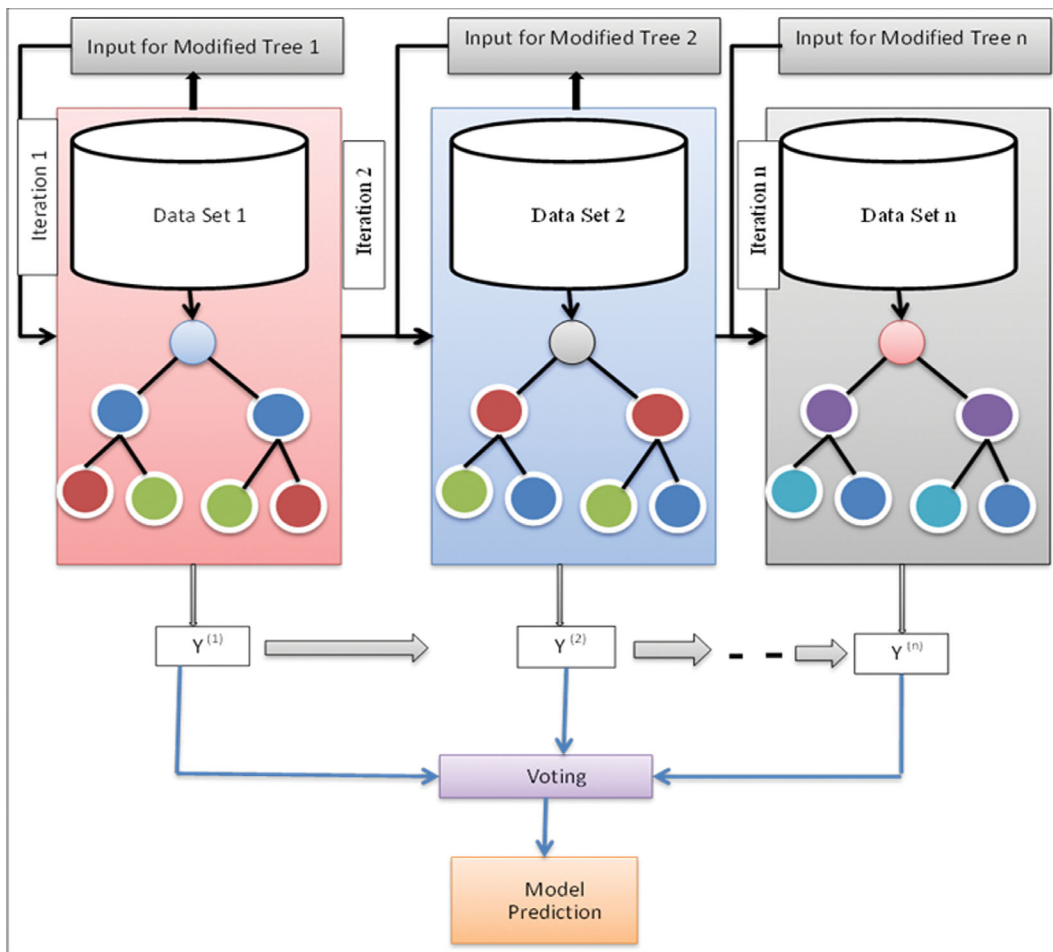 Input for Modified Tree 1
Input for Modified Tree 2
Input for Modified Tree n
Iteration 1
Data Set 1
Iteration 2
Data Set 2
Iteration n
Data Set n
Y (1)
Y (2)
Y (n)
Voting
Model
Prediction